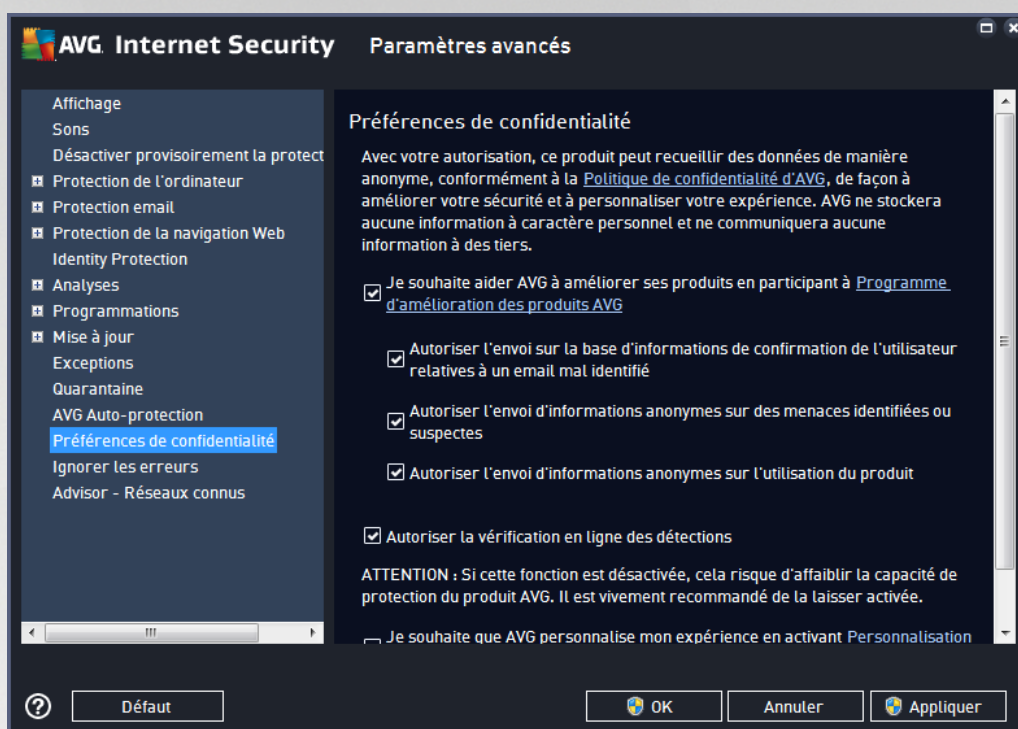 AVG. Internet Security Paramètres avancés
Affichage
Sons
Désactiver provisoirement la protect
Protection de l'ordinateur
Protection email
Protection de la navigation Web
Identity Protection
Analyses
Programmations
Mise à jour
Exceptions
Quarantaine
AVG Auto-protection
Préférences de confidentialité
Ignorer les erreurs
Advisor - Réseaux connus
Préférences de confidentialité
Avec votre autorisation, ce produit peut recueillir des données de manière
anonyme, conformément à la Politique de confidentialité d'AVG, de façon à
améliorer votre sécurité et à personnaliser votre expérience. AVG ne stockera
aucune information à caractère personnel et ne communiquera aucune
information à des tiers.
Je souhaite aider AVG à améliorer ses produits en participant à Programme
d'amélioration des produits AVG
Autoriser l'envoi sur la base d'informations de confirmation de l'utilisateur
relatives à un email mal identifié
Autoriser l'envoi d'informations anonymes sur des menaces identifiées ou
suspectes
Autoriser l'envoi d'informations anonymes sur l'utilisation du produit
Autoriser la vérification en ligne des détections
ATTENTION : Si cette fonction est désactivée, cela risque d'affaiblir la capacité de
protection du produit AVG. Il est vivement recommandé de la laisser activée.
Je souhaite que AVG personnalise mon expérience en activant Personnalisation
Défaut
OK
Annuler
Appliquer